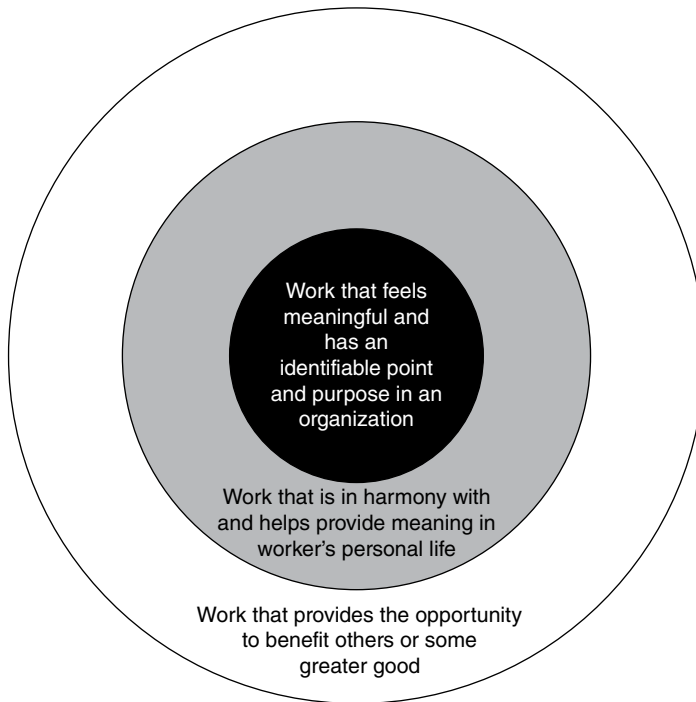 Work that feels
meaningful and
has an
identifiable point
and purpose in an
organization
Work that is in harmony with
and helps provide meaning in
worker’s personal life
Work that provides the opportunity
to benefit others or some
greater good